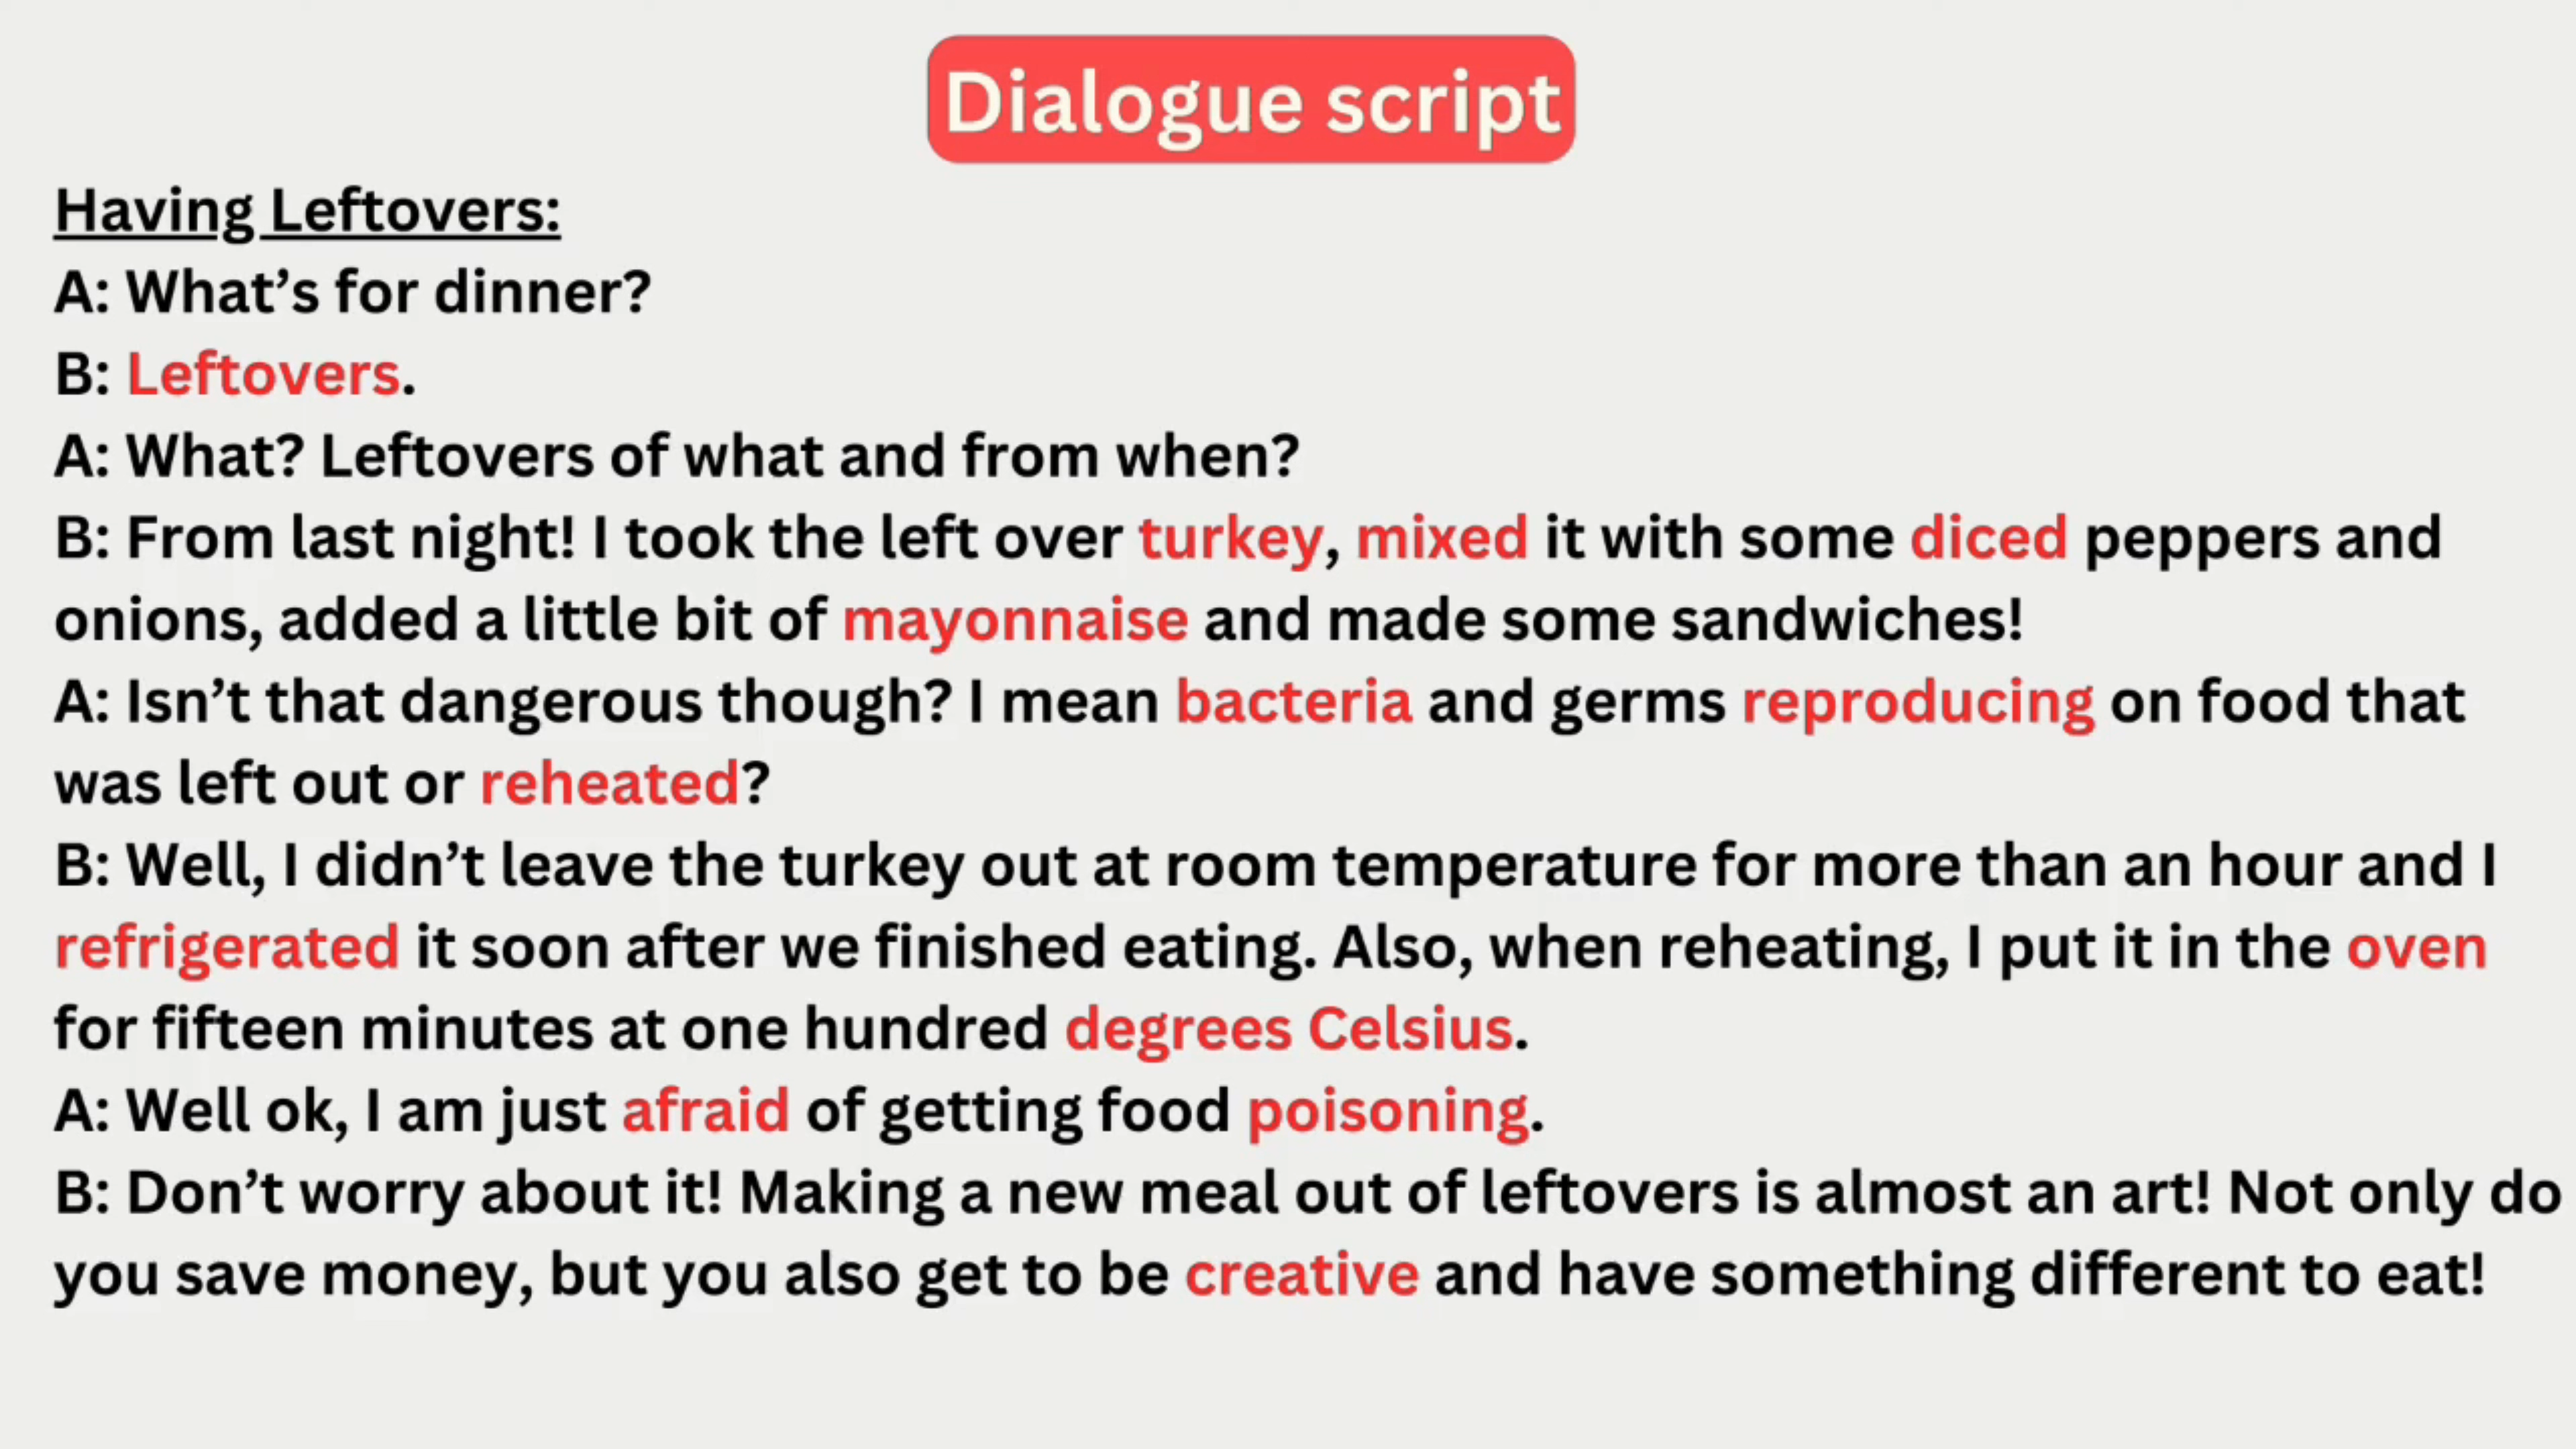 Dialogue script
Having Leftovers:
A: What's for dinner?
B: Leftovers.
A: What? Leftovers of what and from when?
B: From last night! I took the left over turkey, mixed it with some diced peppers and
onions, added a little bit of mayonnaise and made some sandwiches!
A: Isn't that dangerous though? I mean bacteria and germs reproducing on food that
was left out or reheated?
B: Well, I didn't leave the turkey out at room temperature for more than an hour and I
refrigerated it soon after we finished eating. Also, when reheating, I put it in the oven
for fifteen minutes at one hundred degrees Celsius.
A: Well ok, I am just afraid of getting food poisoning.
B: Don't worry about it! Making a new meal out of leftovers is almost an art! Not only do
you save money, but you also get to be creative and have something different to eat!